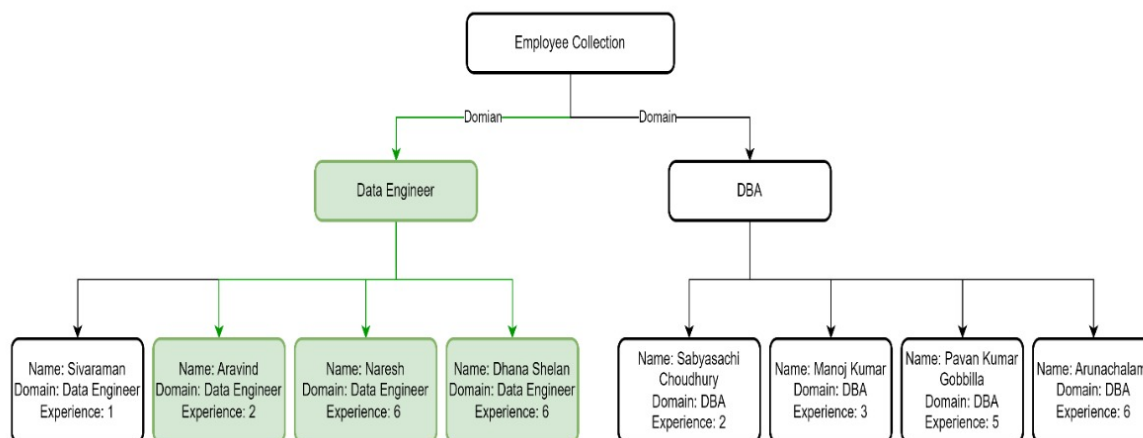 Employee Collection
Domian
Domain
Data Engineer
DBA
Name: Sivaraman
Domain: Data Engineer
Experience: 1
Name: Aravind
Domain: Data Engineer
Experience: 2
Name: Naresh
Domain: Data Engineer
Experience: 6
Name: Dhana Shelan
Domain: Data Engineer
Experience: 6
Name: Sabyasachi
Choudhury
Domain: DBA
Experience: 2
Name: Manoj Kumar
Domain: DBA
Experience: 3
Name: Pavan Kumar
Gobbilla
Domain: DBA
Experience: 5
Name: Arunachalam
Domain: DBA
Experience: 6